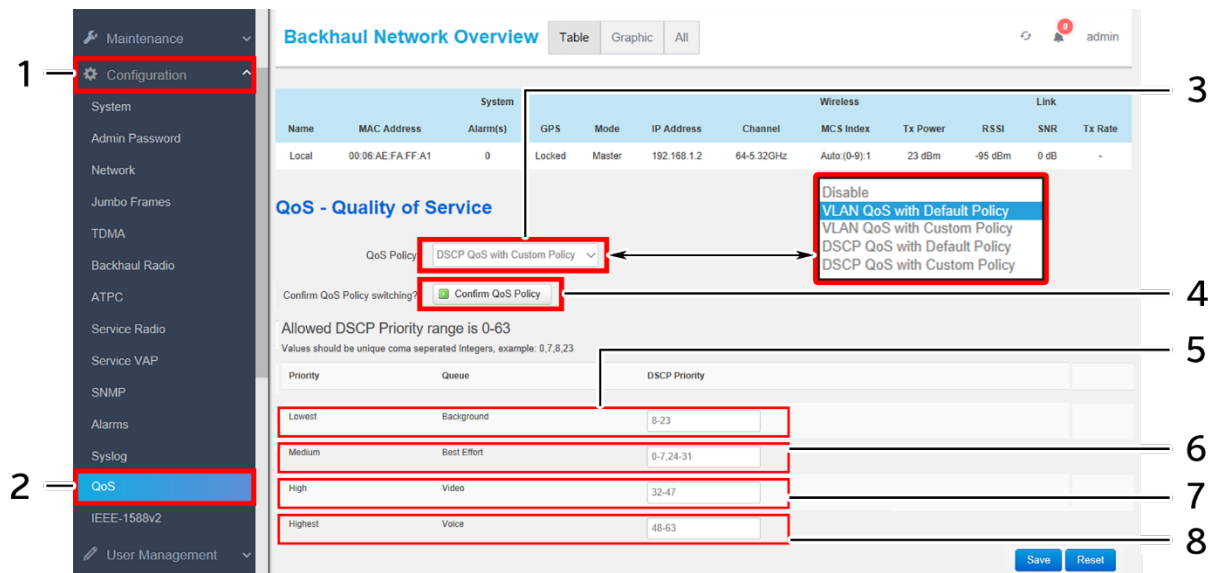 Maintenance
Backhaul Network Overview Table Graphic All 0 admin
1 Configuration
3
System
Admin Password
Network
Jumbo Frames
TDMA
Backhaul Radio
ATPC
Service Radio
Service VAP
SNMP
Alarms
Syslog
2 QoS
IEEE-1588v2
User Management
System Wireless Link
Name MAC Address Alarm(s) GPS Mode IP Address Channel MCS Index Tx Power RSSI SNR Tx Rate
Local 00:06:AE:FA:FF:A1 0 Locked Master 192.168.1.2 64-5.32GHz Auto:(0-9):1 23 dBm -95 dBm 0 dB -
QoS - Quality of Service
QoS Policy DSCP QoS with Custom Policy
Disable
VLAN QoS with Default Policy
VLAN QoS with Custom Policy
DSCP QoS with Default Policy
DSCP QoS with Custom Policy
Confirm QoS Policy switching? Confirm QoS Policy 4
Allowed DSCP Priority range is 0-63
Values should be unique coma seperated Integers, example: 0,7,8,23
5
Priority Queue DSCP Priority
Lowest Background 8-23
Medium Best Effort 0-7,24-31 6
High Video 32-47 7
Highest Voice 48-63 8
Save Reset